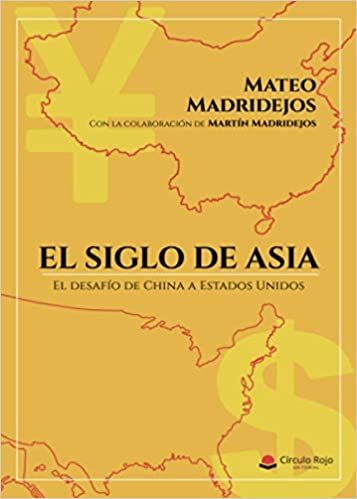 ¥
MATEO
MADRIDEJOS
CON LA COLABORACIÓN DE MARTÍN MADRIDEJOS
EL SIGLO DE ASIA
EL DESAFÍO DE CHINA A ESTADOS UNIDOS
$
Círculo Rojo
EDITORIAL